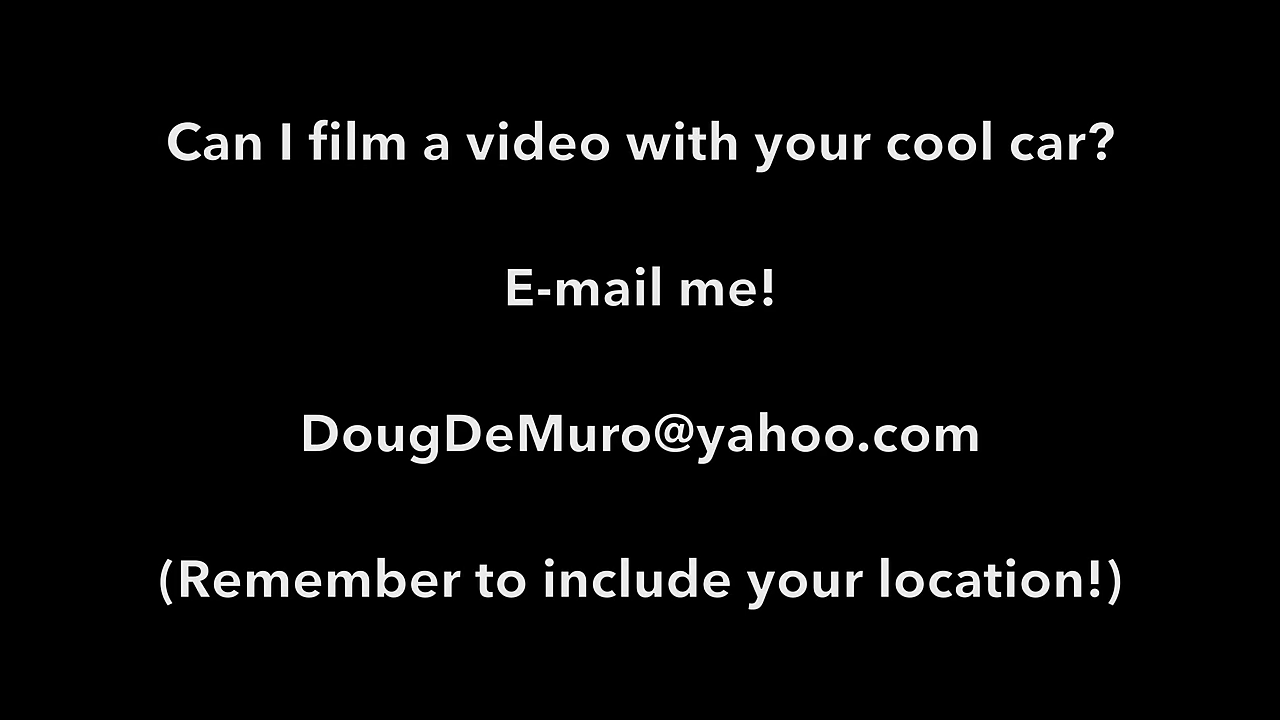 Can I film a video with your cool car?
E-mail me!
DougDeMuro@yahoo.com
(Remember to include your location!)